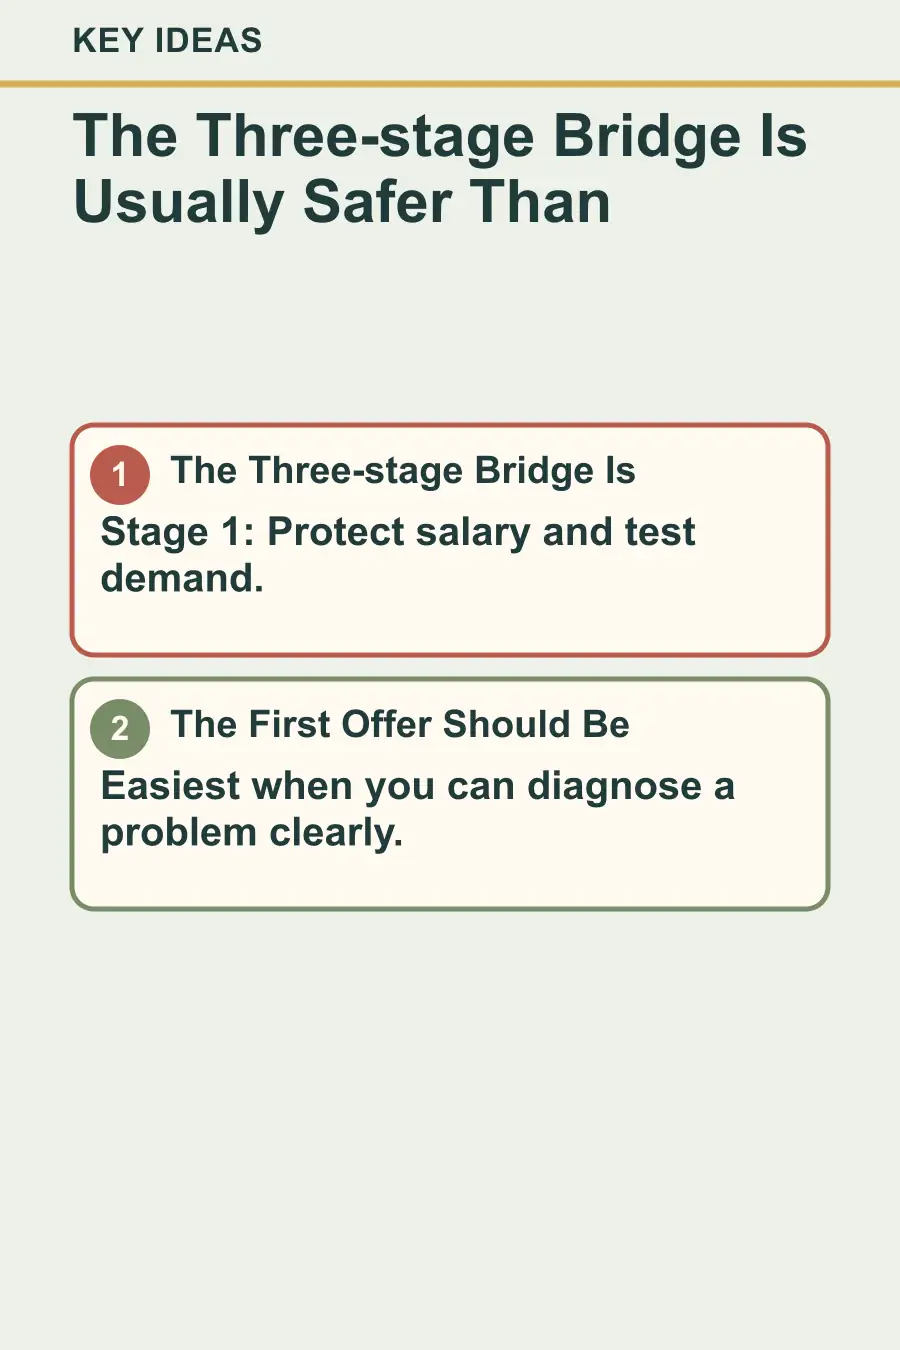 KEY IDEAS
The Three-stage Bridge Is
Usually Safer Than
1 The Three-stage Bridge Is
Stage 1: Protect salary and test
demand.
2 The First Offer Should Be
Easiest when you can diagnose a
problem clearly.